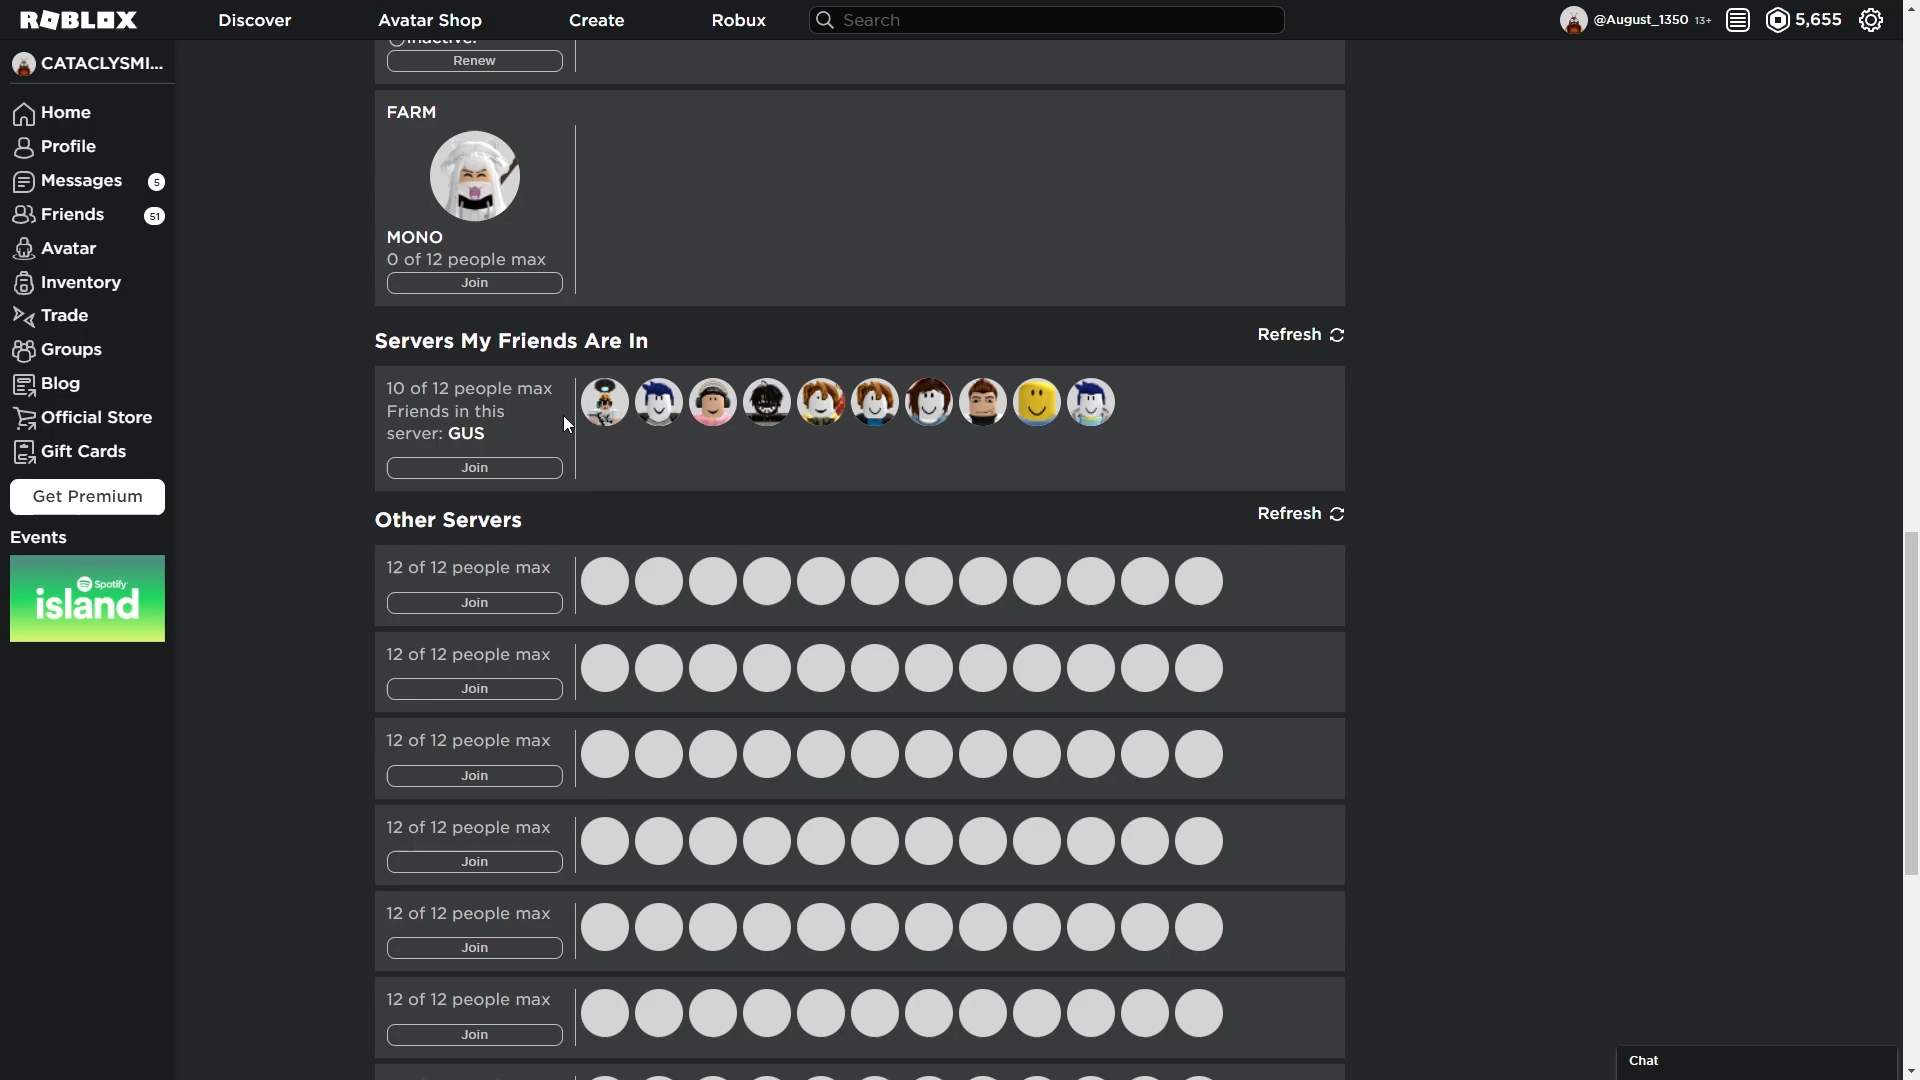 ROBLOX
Discover
Avatar Shop
Create
Robux
Search
@August_1350 13+
5,655
CATACLYSMI...
Home
Profile
Messages 5
Friends 51
Avatar
Inventory
Trade
Groups
Blog
Official Store
Gift Cards
Get Premium
Events
Spotify
island
Inactive.
Renew
FARM
MONO
0 of 12 people max
Join
Servers My Friends Are In
Refresh
10 of 12 people max
Friends in this
server: GUS
Join
Other Servers
Refresh
12 of 12 people max
Join
12 of 12 people max
Join
12 of 12 people max
Join
12 of 12 people max
Join
12 of 12 people max
Join
12 of 12 people max
Join
Chat